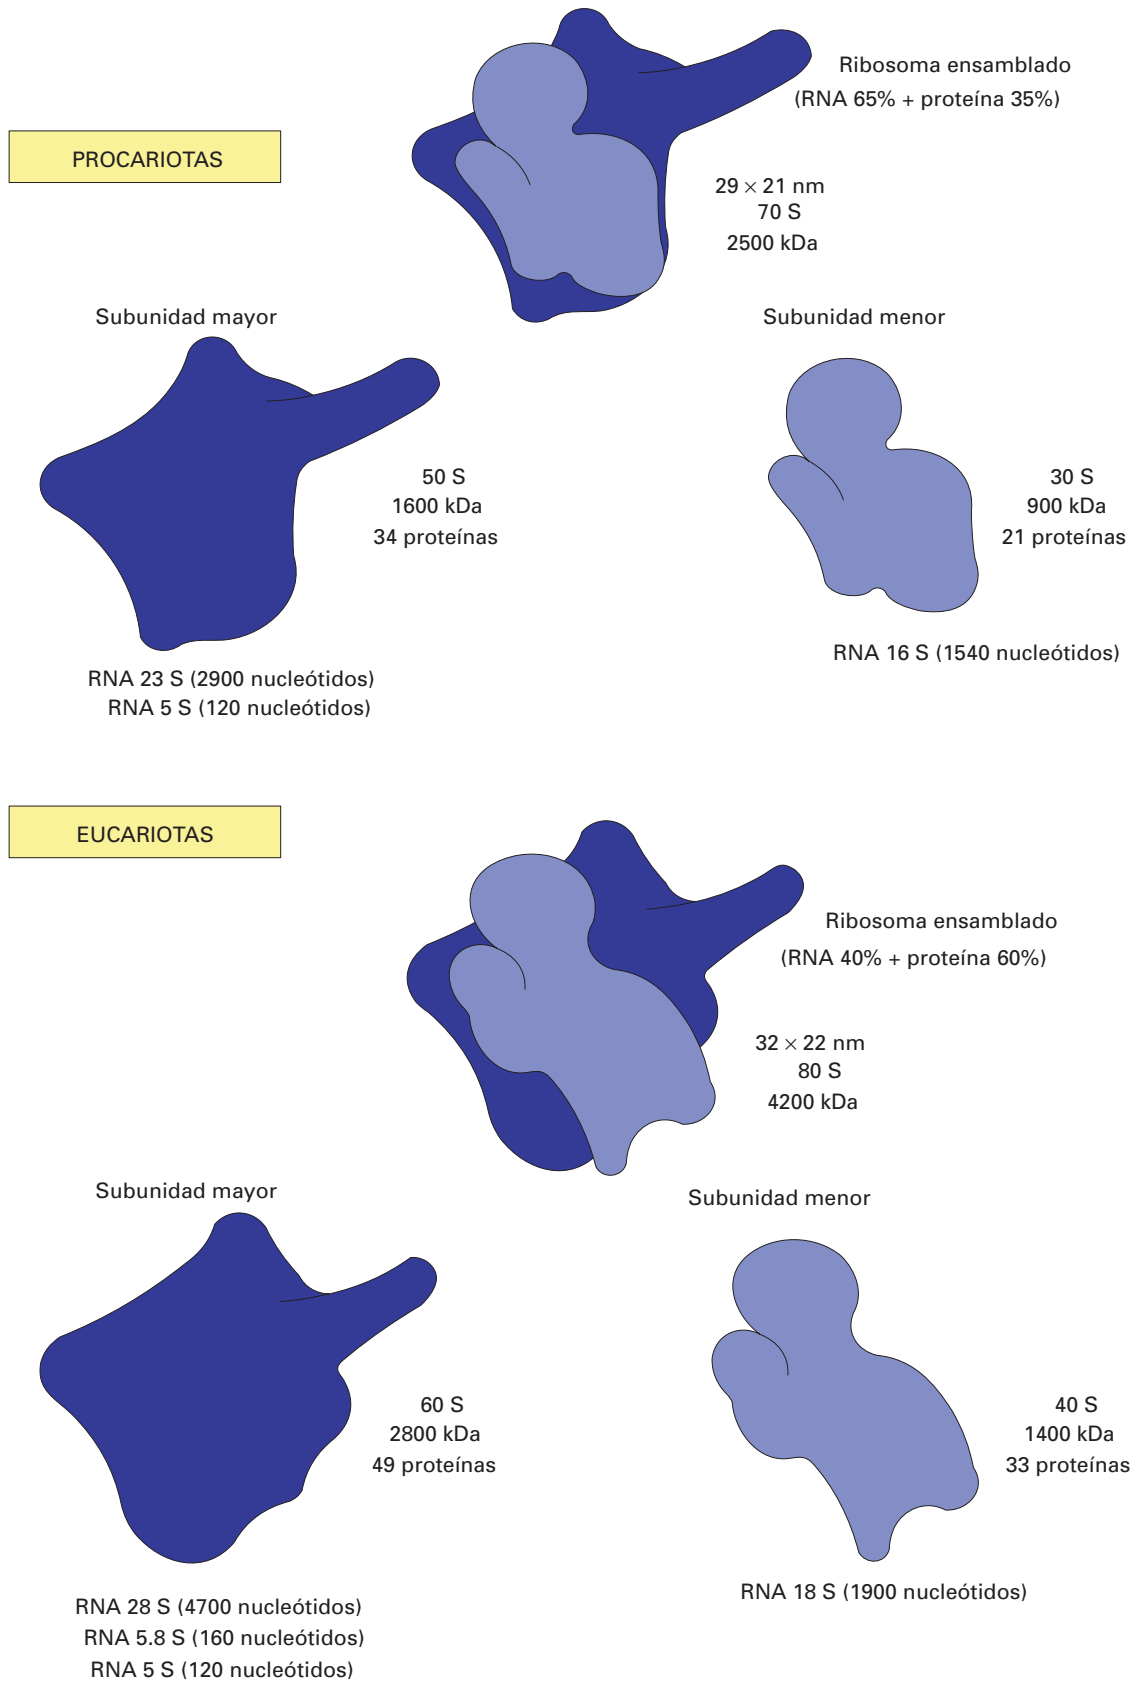 PROCARIOTAS
Ribosoma ensamblado
(RNA 65% + proteína 35%)
29 × 21 nm
70 S
2500 kDa
Subunidad mayor
50 S
1600 kDa
34 proteínas
RNA 23 S (2900 nucleótidos)
RNA 5 S (120 nucleótidos)
Subunidad menor
30 S
900 kDa
21 proteínas
RNA 16 S (1540 nucleótidos)
EUCARIOTAS
Ribosoma ensamblado
(RNA 40% + proteína 60%)
32 × 22 nm
80 S
4200 kDa
Subunidad mayor
60 S
2800 kDa
49 proteínas
RNA 28 S (4700 nucleótidos)
RNA 5.8 S (160 nucleótidos)
RNA 5 S (120 nucleótidos)
Subunidad menor
40 S
1400 kDa
33 proteínas
RNA 18 S (1900 nucleótidos)